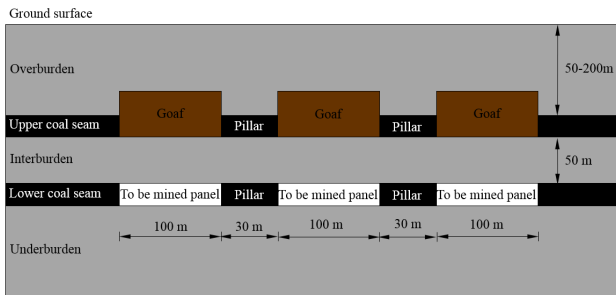 Ground surface
Overburden
50-200m
Goaf Goaf Goaf
Upper coal seam Pillar Pillar
Interburden
50 m
Lower coal seam To be mined panel Pillar To be mined panel Pillar To be mined panel
100 m 30 m 100 m 30 m 100 m
Underburden